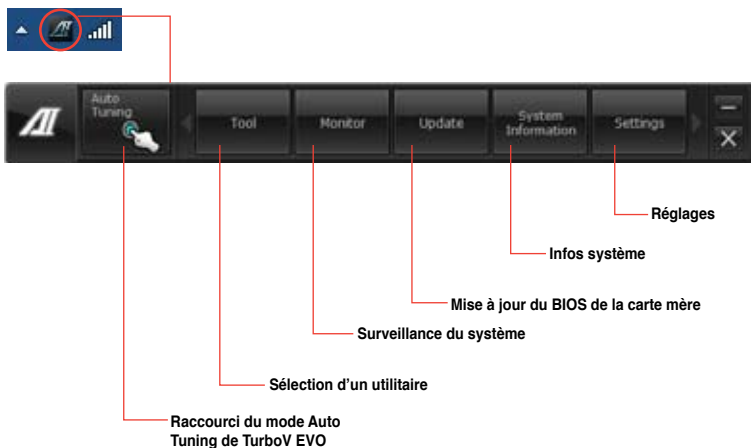 Auto
Tuning
Tool
Monitor
Update
System
Information
Settings
Réglages
Infos système
Mise à jour du BIOS de la carte mère
Surveillance du système
Sélection d'un utilitaire
Raccourci du mode Auto
Tuning de TurboV EVO